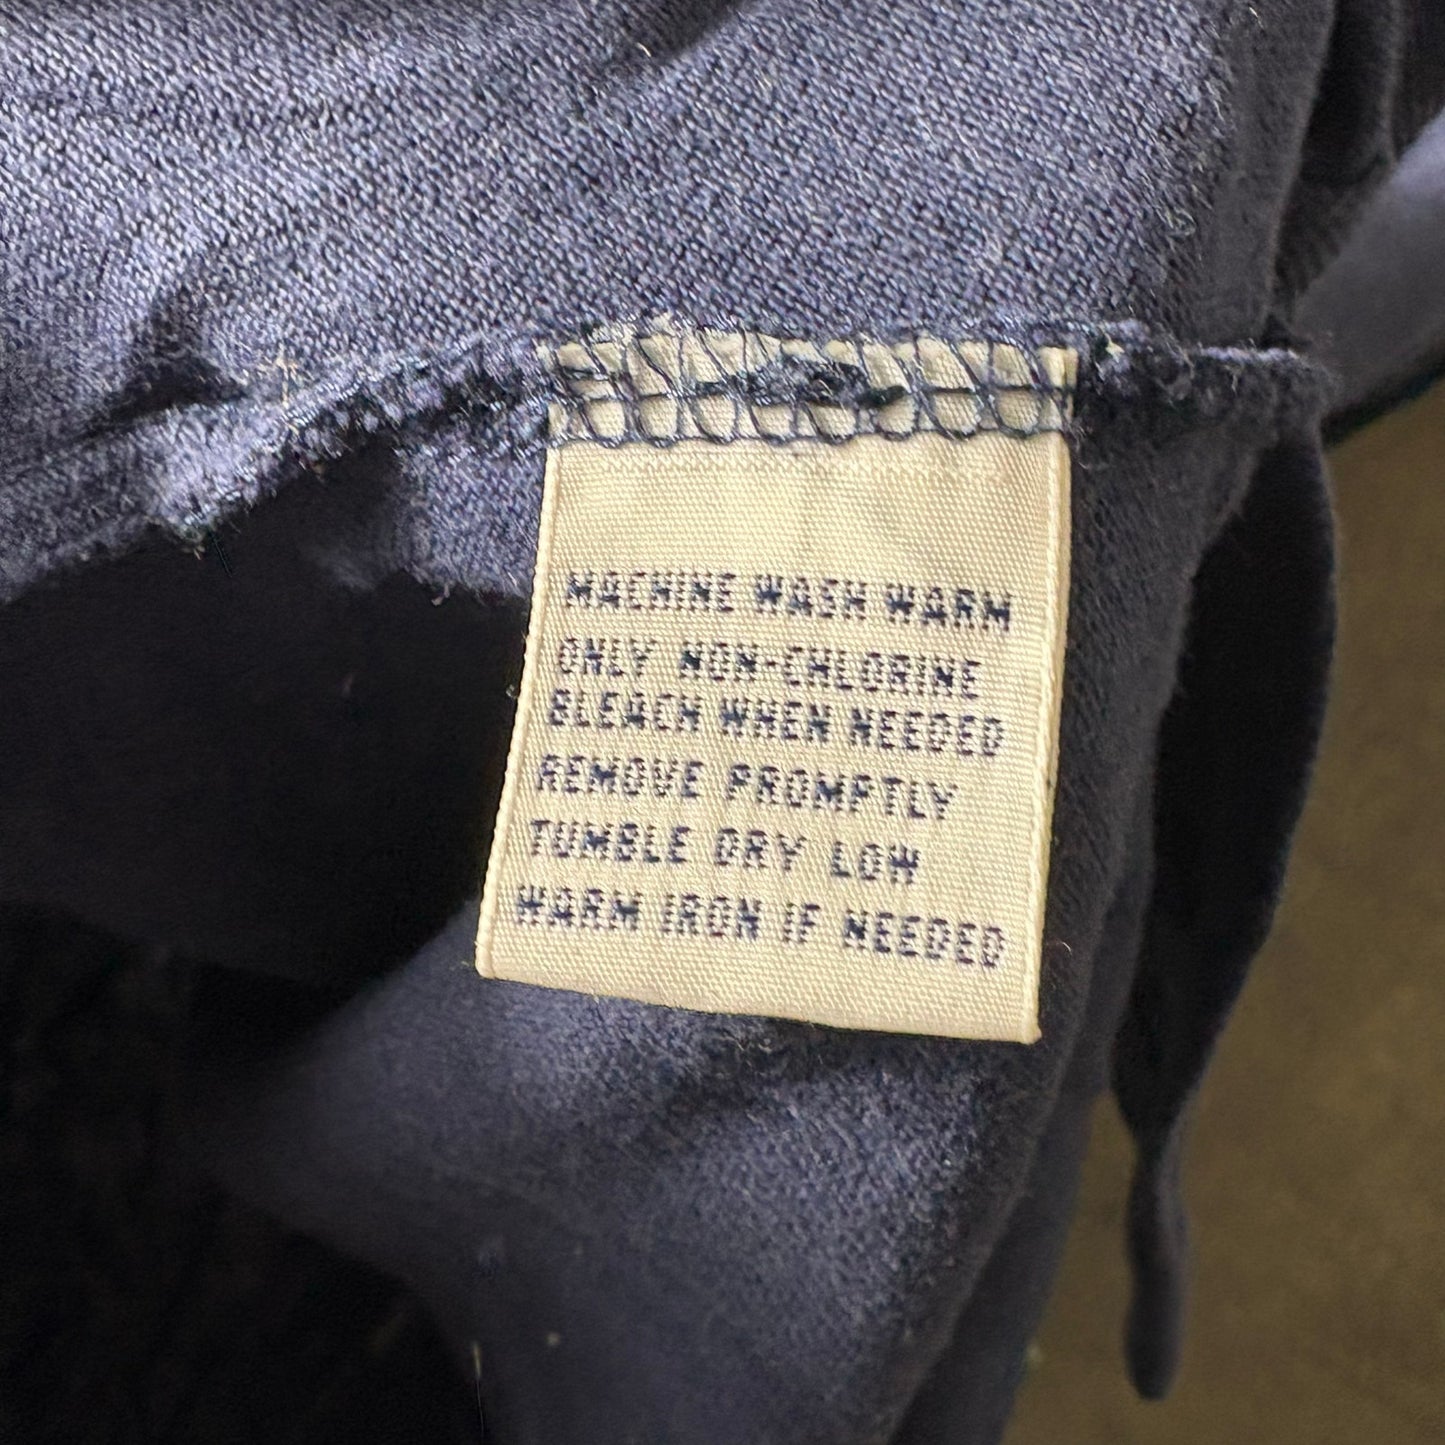 MACHINE WASH WARM
ONLY NON-CHLORINE
BLEACH WHEN NEEDED
REMOVE PROMPTLY
TUMBLE DRY LOW
WARM IRON IF NEEDED